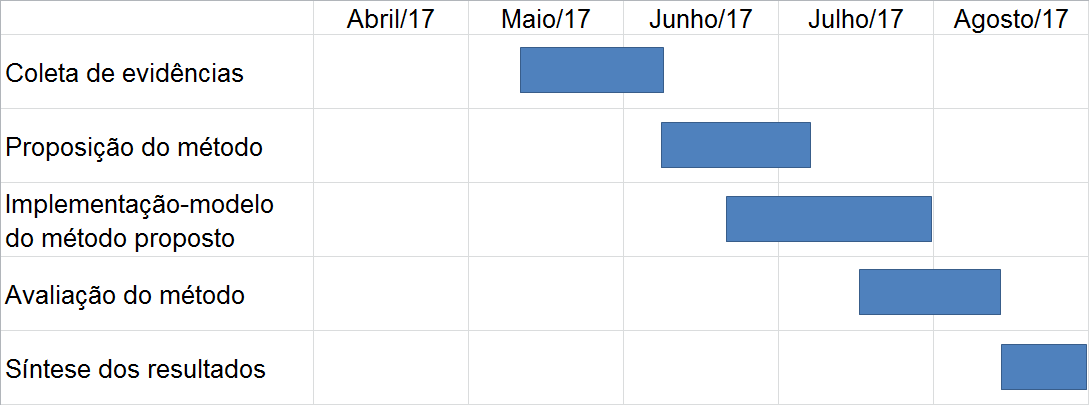 Abril/17 Maio/17 Junho/17 Julho/17 Agosto/17
Coleta de evidências
Proposição do método
Implementação-modelo
do método proposto
Avaliação do método
Síntese dos resultados